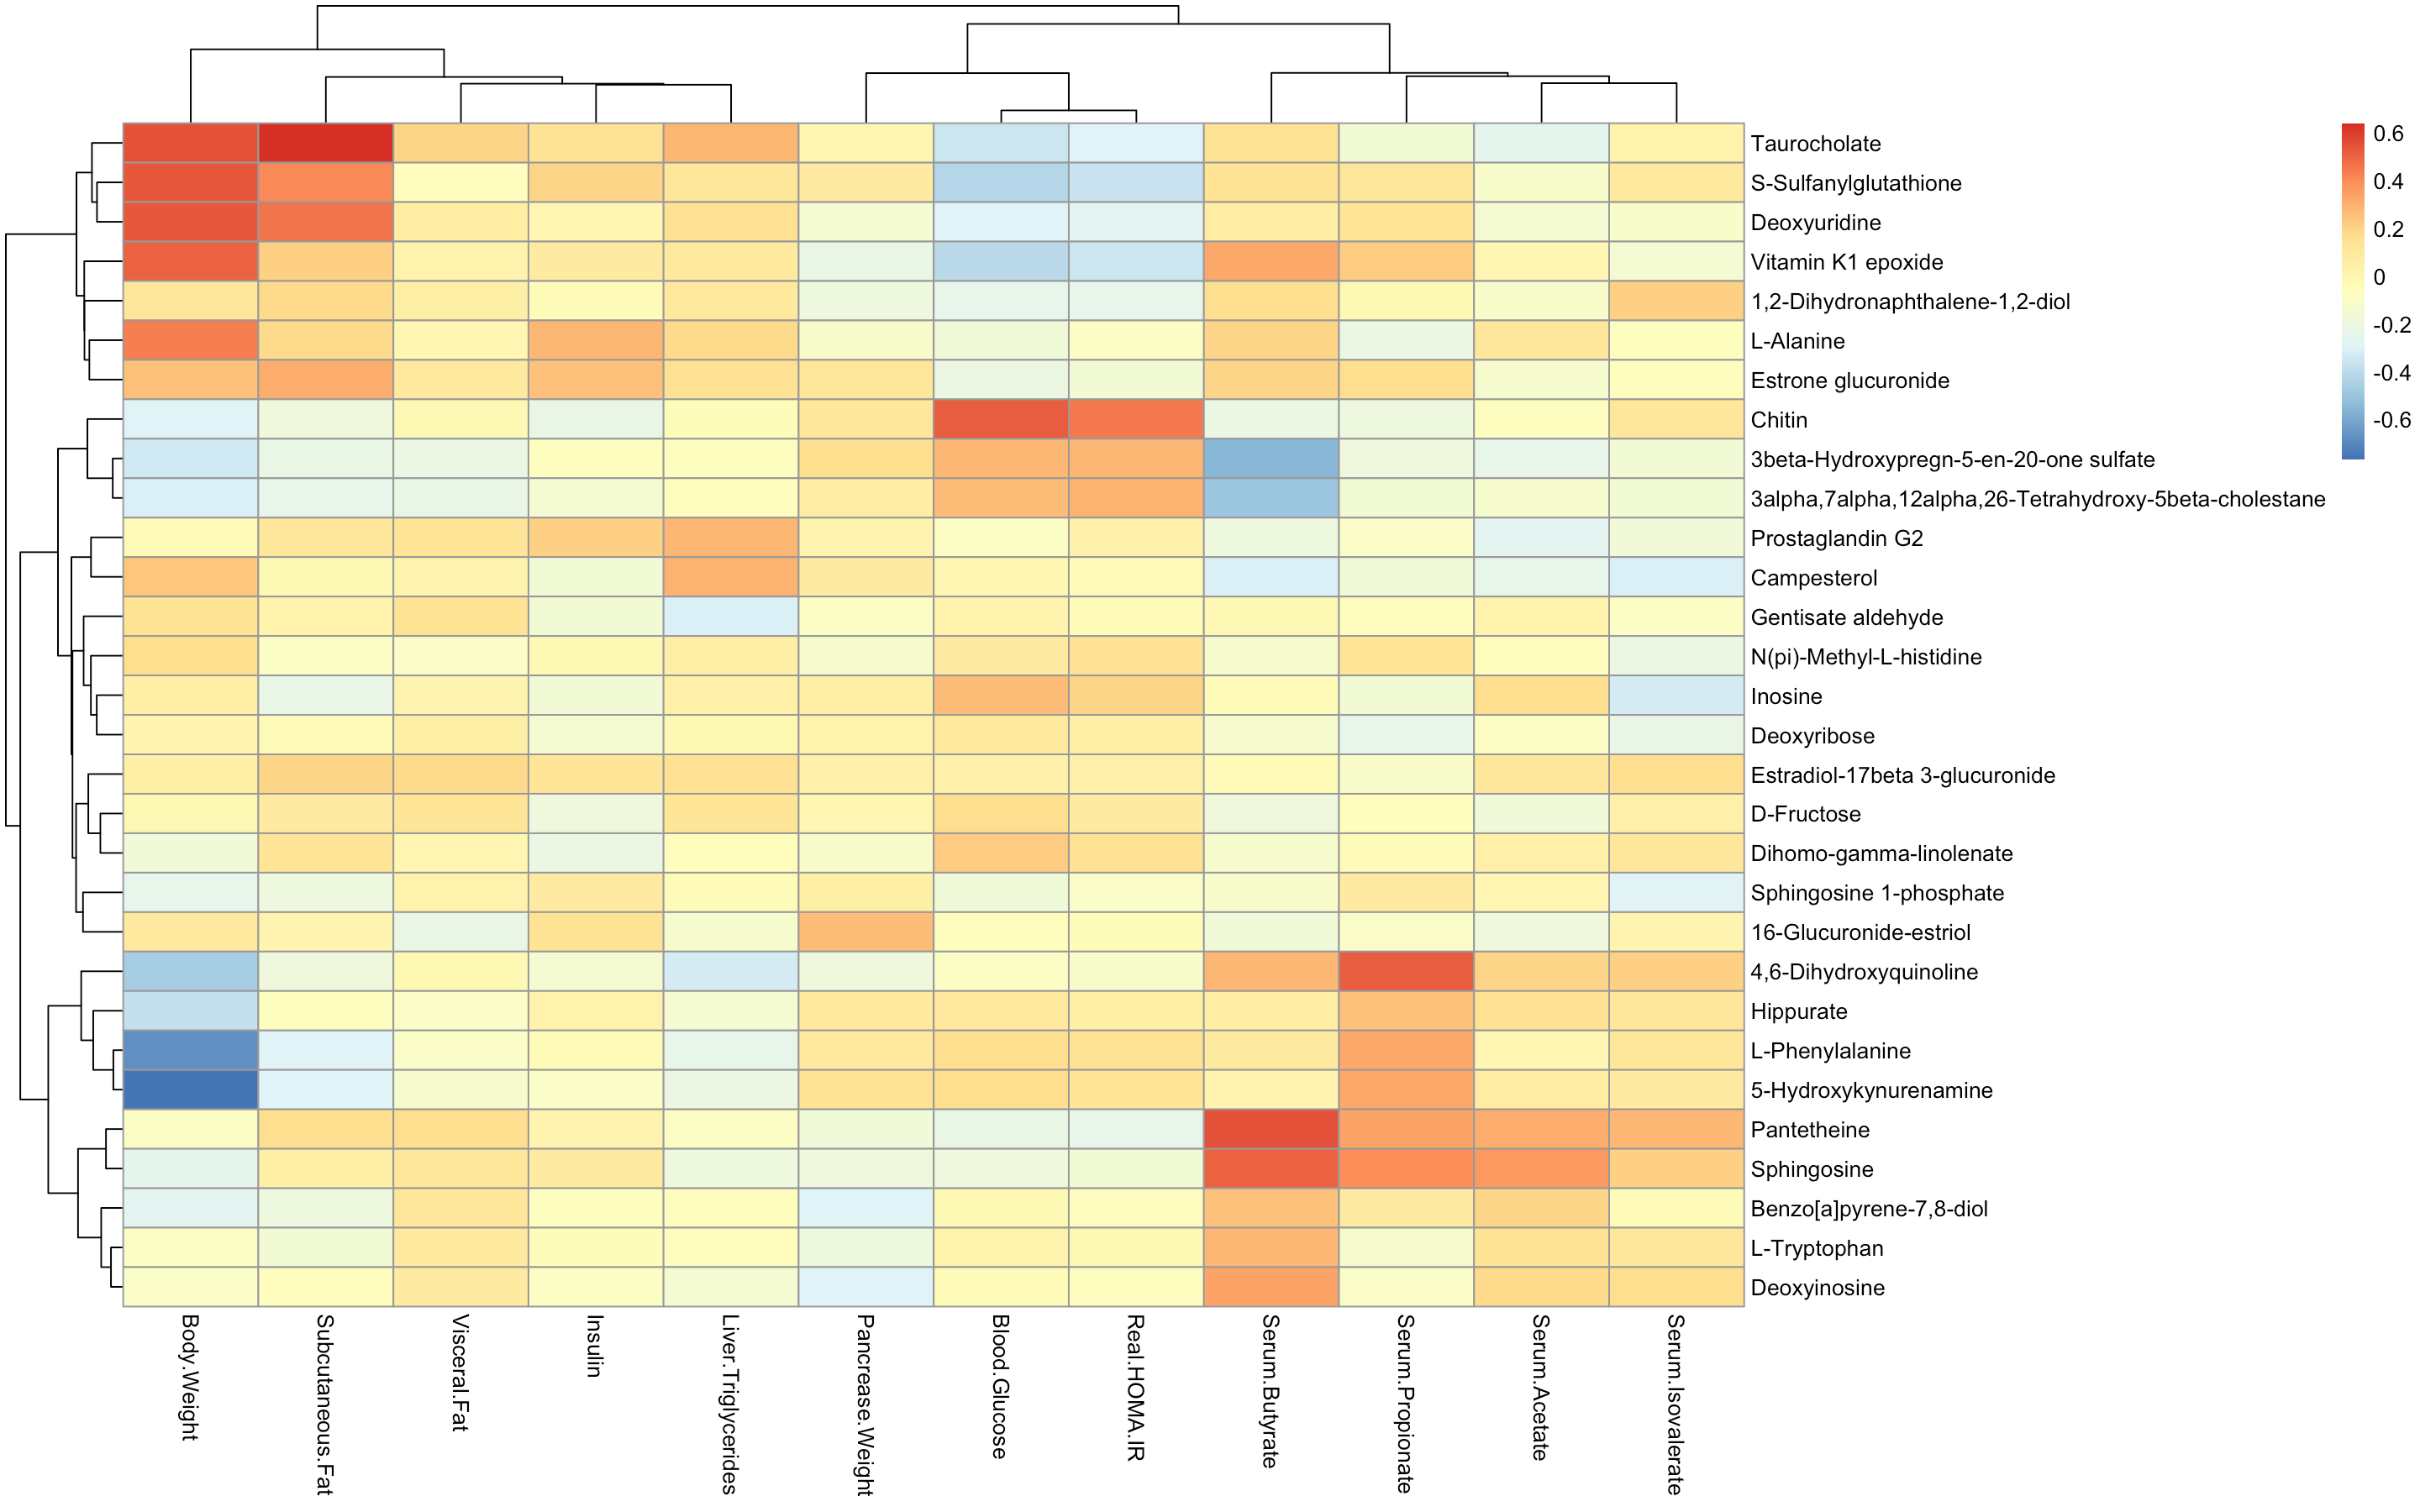 Taurocholate
S-Sulfanylglutathione
Deoxyuridine
Vitamin K1 epoxide
1,2-Dihydronaphthalene-1,2-diol
L-Alanine
Estrone glucuronide
Chitin
3beta-Hydroxypregn-5-en-20-one sulfate
3alpha,7alpha,12alpha,26-Tetrahydroxy-5beta-cholestane
Prostaglandin G2
Campesterol
Gentisate aldehyde
N(pi)-Methyl-L-histidine
Inosine
Deoxyribose
Estradiol-17beta 3-glucuronide
D-Fructose
Dihomo-gamma-linolenate
Sphingosine 1-phosphate
16-Glucuronide-estriol
4,6-Dihydroxyquinoline
Hippurate
L-Phenylalanine
5-Hydroxykynurenamine
Pantetheine
Sphingosine
Benzo[a]pyrene-7,8-diol
L-Tryptophan
Deoxyinosine
Body.Weight
Subcutaneous.Fat
Visceral.Fat
Insulin
Liver.Triglycerides
Pancrease.Weight
Blood.Glucose
Real.HOMA.IR
Serum.Butyrate
Serum.Propionate
Serum.Acetate
Serum.Isovalerate
0.6
0.4
0.2
0
-0.2
-0.4
-0.6